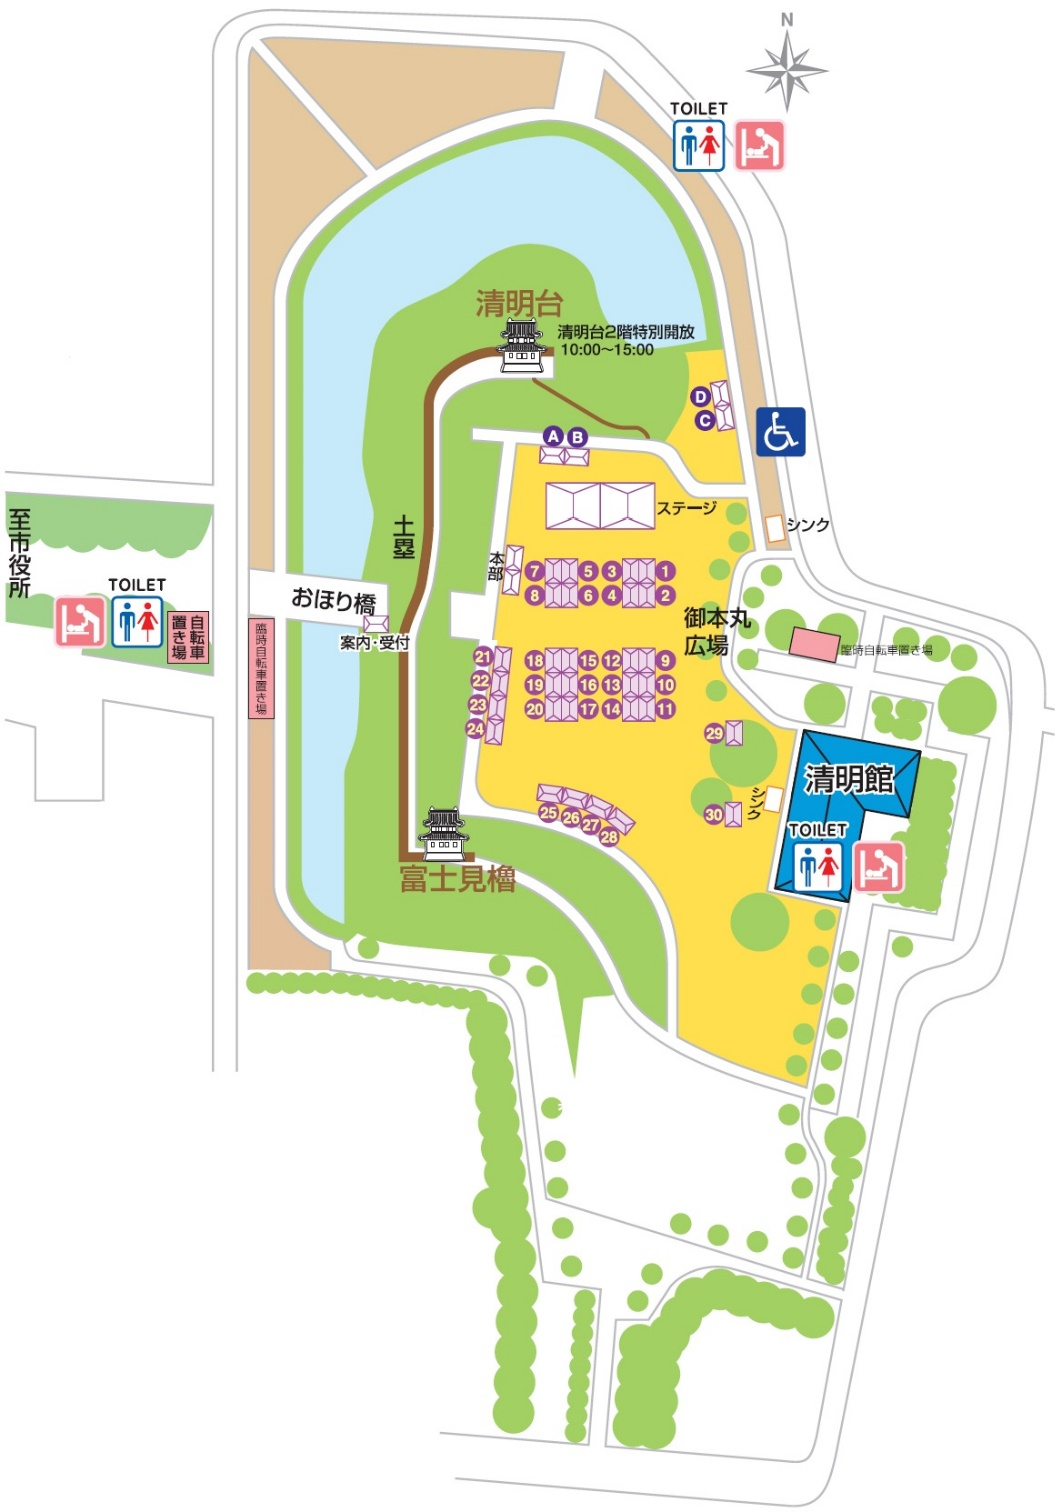 N
TOILET
清明台
清明台2階特別開放
10:00〜15:00
D
C
A B
ステージ
シンク
土塁
本部
7 5 3 1
8 6 4 2
至市役所
TOILET
自転車
置き場
臨時自転車置き場
おほり橋
案内・受付
御本丸
広場
臨時自転車置き場
21 18 15 12 9
22 19 16 13 10
23 20 17 14 11
24
29
清明館
シンク
25 26 27 28
30
TOILET
富士見櫓